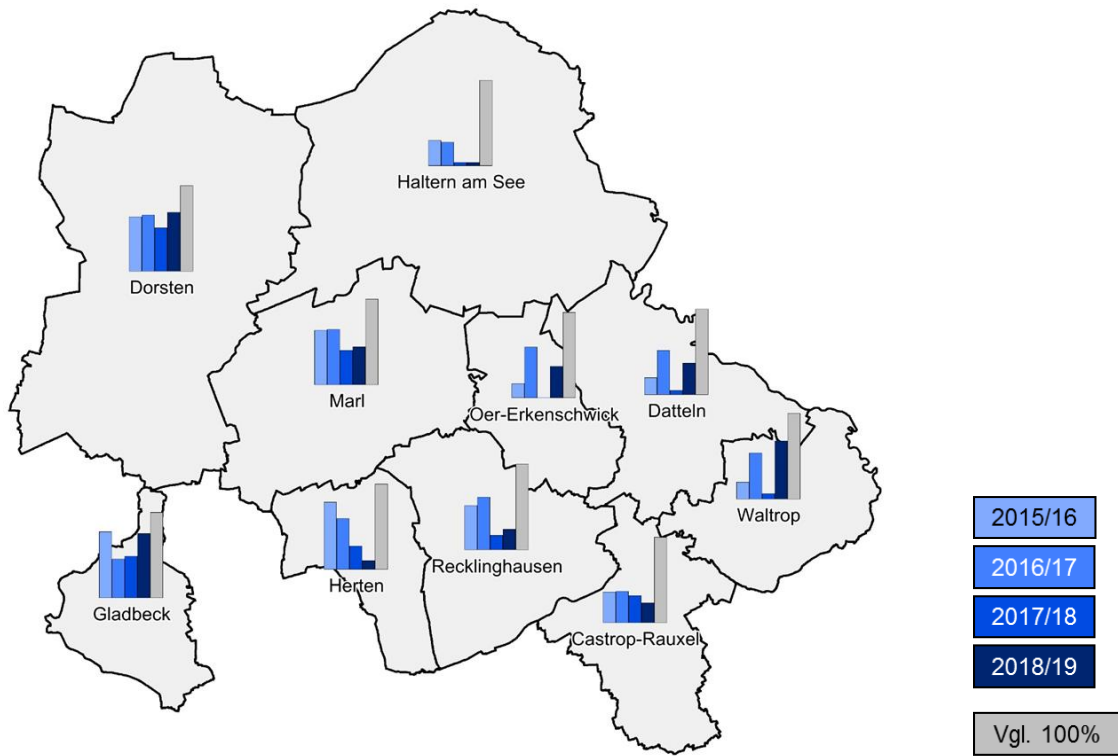 Haltern am See
Dorsten
Marl
Oer-Erkenschwick
Datteln
Waltrop
Recklinghausen
Herten
Gladbeck
Castrop-Rauxel
2015/16
2016/17
2017/18
2018/19
Vgl. 100%